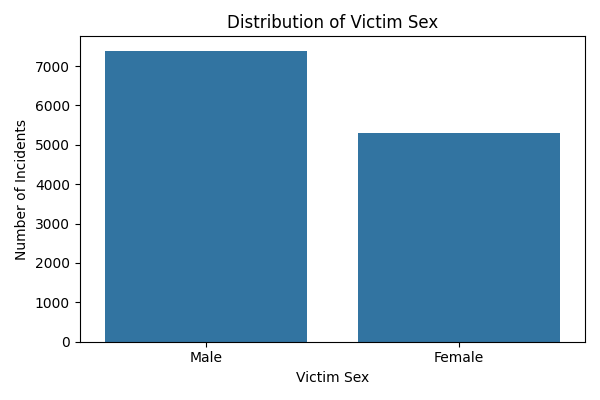 Distribution of Victim Sex
Number of Incidents
7000
6000
5000
4000
3000
2000
1000
0
Male
Female
Victim Sex